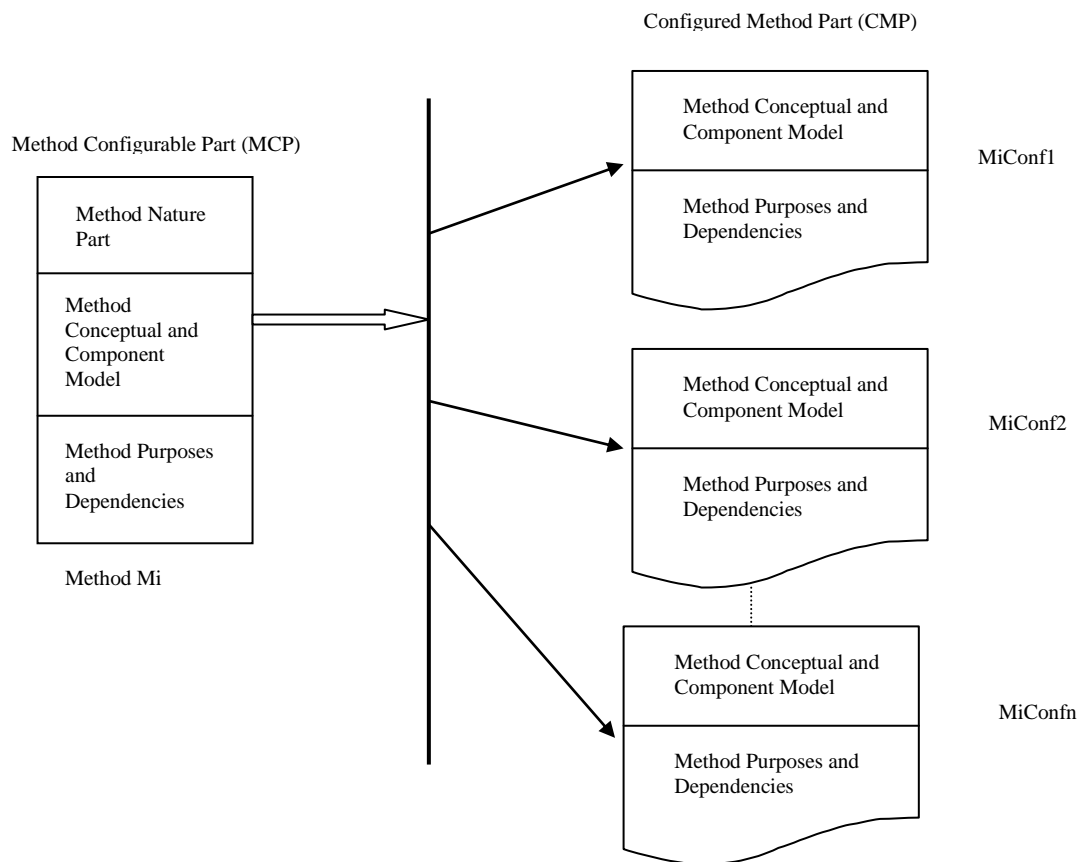 Configured Method Part (CMP)
Method Configurable Part (MCP)
Method Nature
Part
Method
Conceptual and
Component
Model
Method Purposes
and
Dependencies
Method Mi
Method Conceptual and
Component Model
Method Purposes and
Dependencies
MiConf1
Method Conceptual and
Component Model
Method Purposes and
Dependencies
MiConf2
Method Conceptual and
Component Model
Method Purposes and
Dependencies
MiConfn